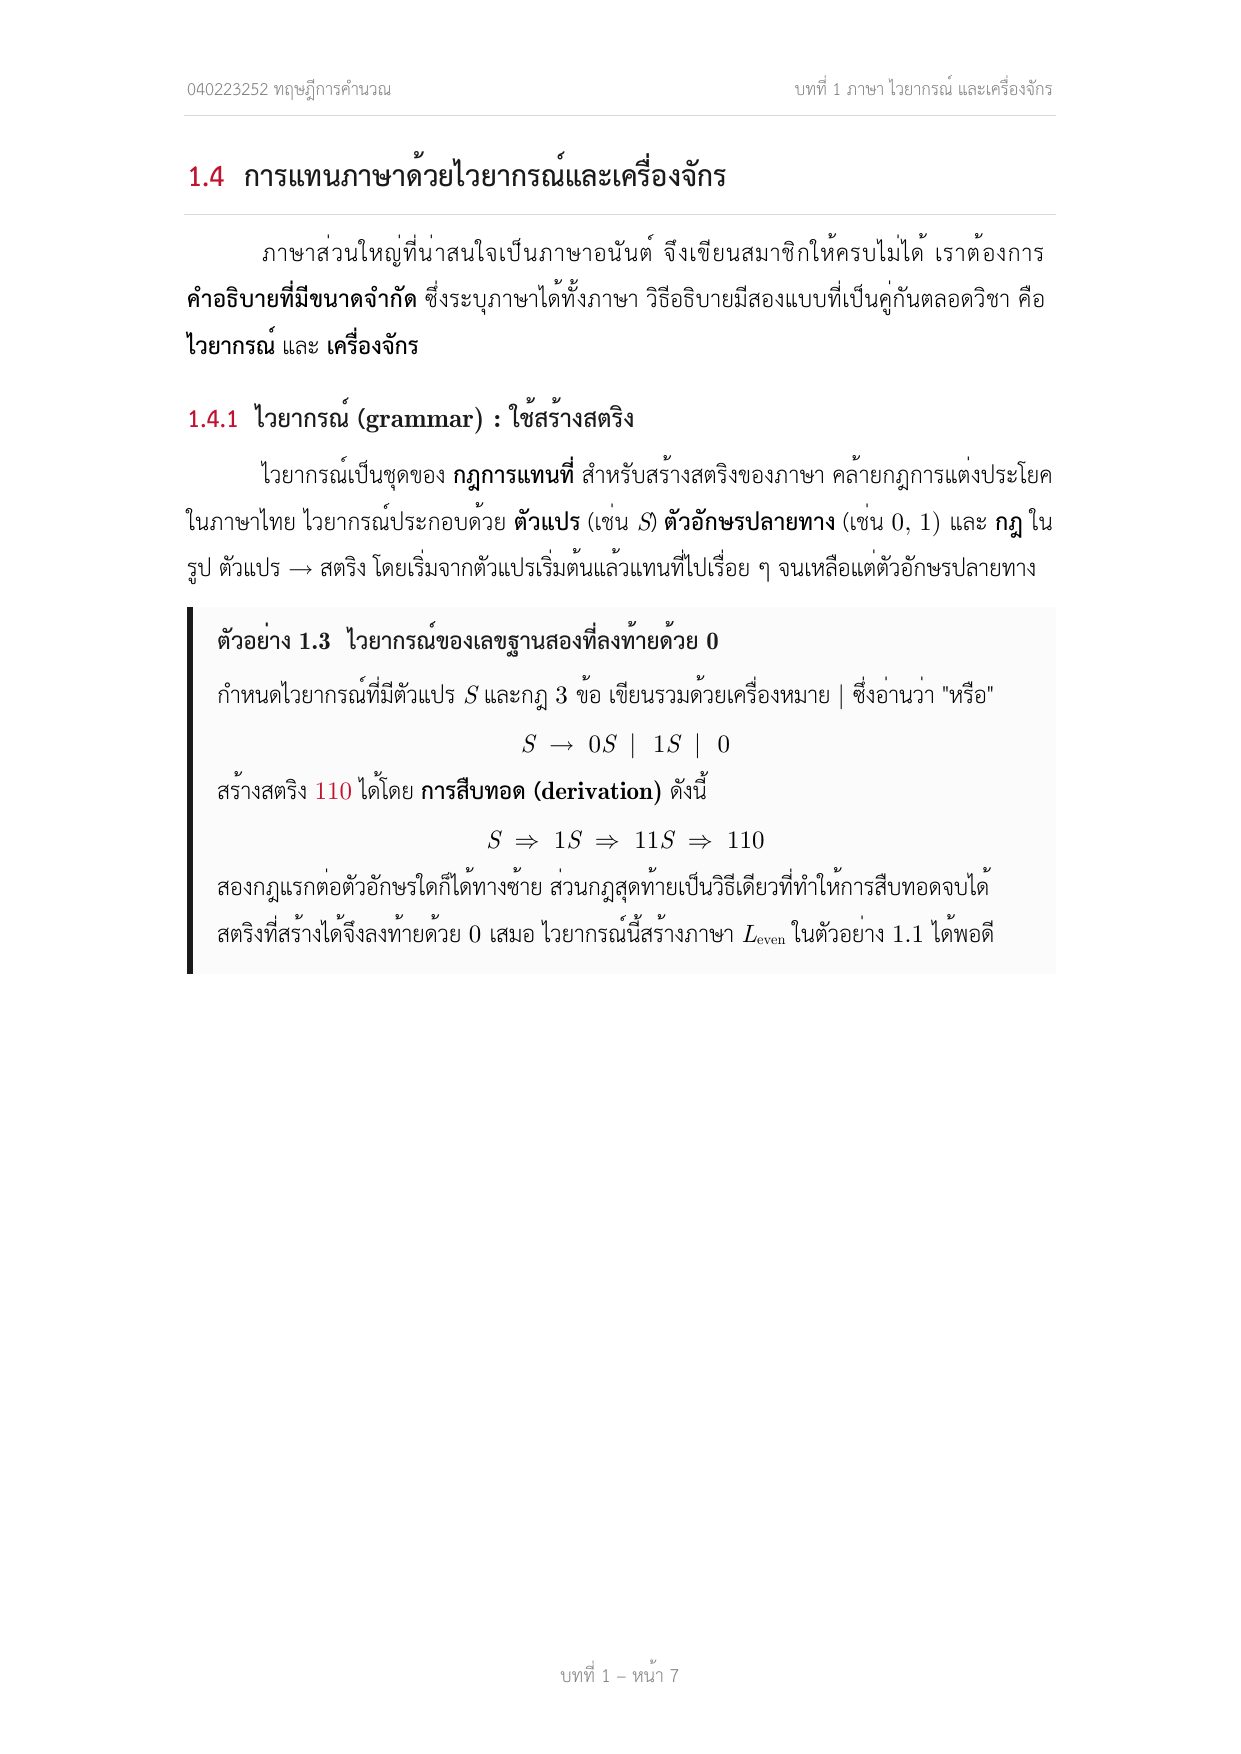 040223252 ทฤษฎีการคำนวณ
บทที่ 1 ภาษา ไวยากรณ์ และเครื่องจักร
1.4 การแทนภาษาด้วยไวยากรณ์และเครื่องจักร
ภาษาส่วนใหญ่ที่น่าสนใจเป็นภาษาอนันต์ จึงเขียนสมาชิกให้ครบไม่ได้ เราต้องการ
คำอธิบายที่มีขนาดจำกัด ซึ่งระบุภาษาได้ทั้งภาษา วิธีอธิบายมีสองแบบที่เป็นคู่กันตลอดวิชา คือ
ไวยากรณ์ และ เครื่องจักร
1.4.1 ไวยากรณ์ (grammar) : ใช้สร้างสตริง
ไวยากรณ์เป็นชุดของ กฎการแทนที่ สำหรับสร้างสตริงของภาษา คล้ายกฎการแต่งประโยค
ในภาษาไทย ไวยากรณ์ประกอบด้วย ตัวแปร (เช่น S) ตัวอักษรปลายทาง (เช่น 0, 1) และ กฎ ใน
รูป ตัวแปร → สตริง โดยเริ่มจากตัวแปรเริ่มต้นแล้วแทนที่ไปเรื่อย ๆ จนเหลือแต่ตัวอักษรปลายทาง
ตัวอย่าง 1.3 ไวยากรณ์ของเลขฐานสองที่ลงท้ายด้วย 0
กำหนดไวยากรณ์ที่มีตัวแปร S และกฎ 3 ข้อ เขียนรวมด้วยเครื่องหมาย | ซึ่งอ่านว่า "หรือ"
S → 0S | 1S | 0
สร้างสตริง 110 ได้โดย การสืบทอด (derivation) ดังนี้
S ⇒ 1S ⇒ 11S ⇒ 110
สองกฎแรกต่อตัวอักษรใดก็ได้ทางซ้าย ส่วนกฎสุดท้ายเป็นวิธีเดียวที่ทำให้การสืบทอดจบได้
สตริงที่สร้างได้จึงลงท้ายด้วย 0 เสมอ ไวยากรณ์นี้สร้างภาษา L_even ในตัวอย่าง 1.1 ได้พอดี
บทที่ 1 – หน้า 7